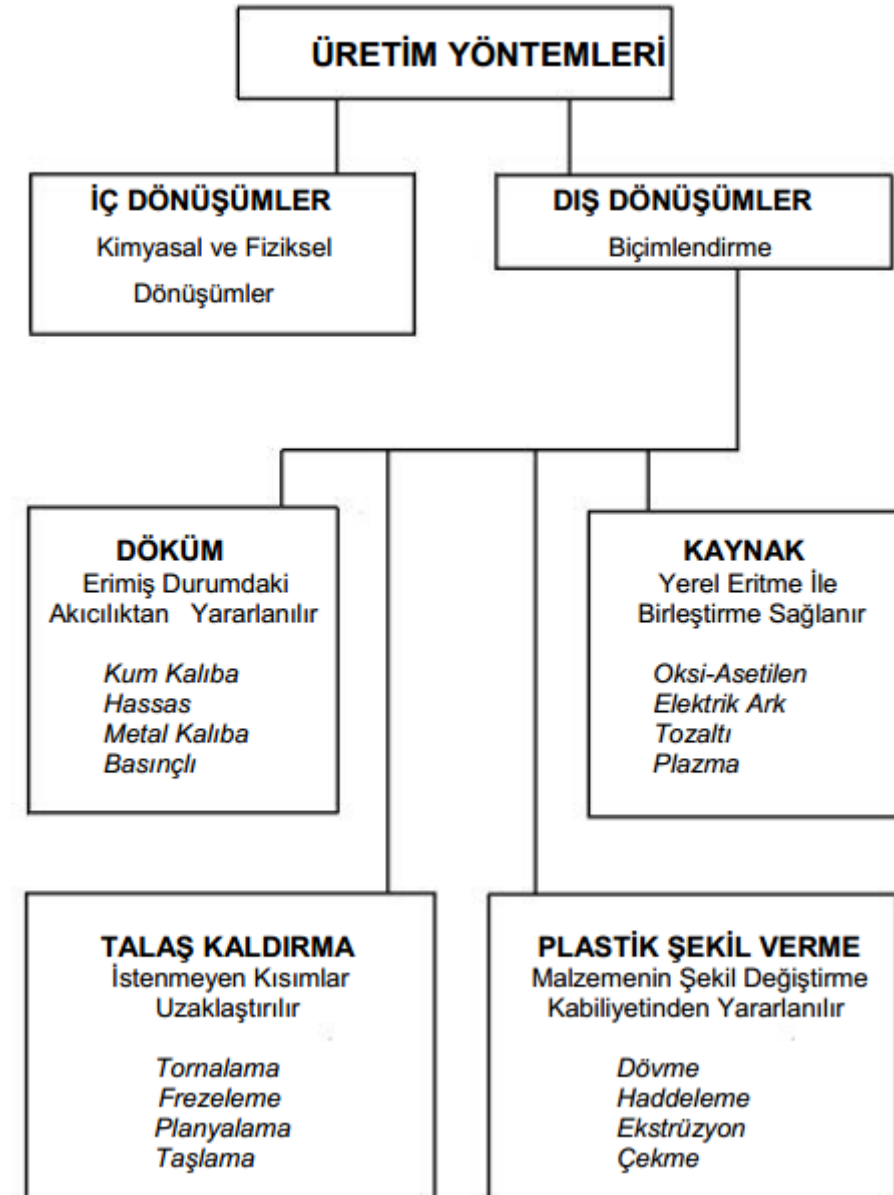 ÜRETİM YÖNTEMLERİ
İÇ DÖNÜŞÜMLER
Kimyasal ve Fiziksel
Dönüşümler
DIŞ DÖNÜŞÜMLER
Biçimlendirme
DÖKÜM
Erimiş Durumdaki
Akıcılıktan Yararlanılır
Kum Kalıba
Hassas
Metal Kalıba
Basınçlı
KAYNAK
Yerel Eritme İle
Birleştirme Sağlanır
Oksi-Asetilen
Elektrik Ark
Tozaltı
Plazma
TALAŞ KALDIRMA
İstenmeyen Kısımlar
Uzaklaştırılır
Tornalama
Frezeleme
Planyalama
Taşlama
PLASTİK ŞEKİL VERME
Malzemenin Şekil Değiştirme
Kabiliyetinden Yararlanılır
Dövme
Haddeleme
Ekstrüzyon
Çekme